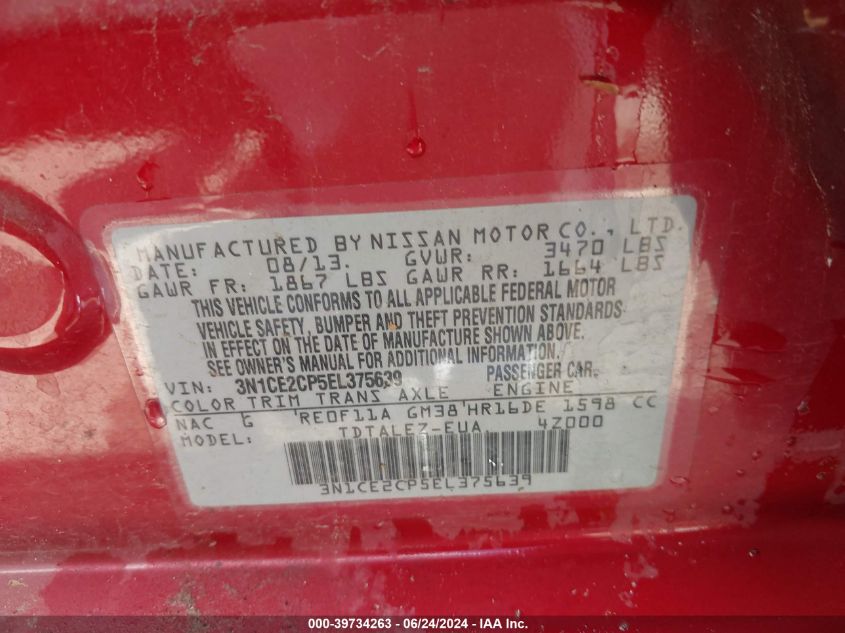 MANUFACTURED BY NISSAN MOTOR CO., LTD.
DATE: 08/13. GVWR: 3470 LBS
GAWR FR: 1867 LBS GAWR RR: 1664 LBS
THIS VEHICLE CONFORMS TO ALL APPLICABLE FEDERAL MOTOR
VEHICLE SAFETY, BUMPER AND THEFT PREVENTION STANDARDS
IN EFFECT ON THE DATE OF MANUFACTURE SHOWN ABOVE.
SEE OWNER'S MANUAL FOR ADDITIONAL INFORMATION.
VIN: 3N1CE2CP5EL375639 PASSENGER CAR.
COLOR TRIM TRANS AXLE ENGINE
NAC G 'RE0F11A GM38'HR16DE 1598 CC
MODEL: TDTALEZ-EUA 4Z000
3N1CE2CP5EL375639
000-39734263 - 06/24/2024 - IAA Inc.